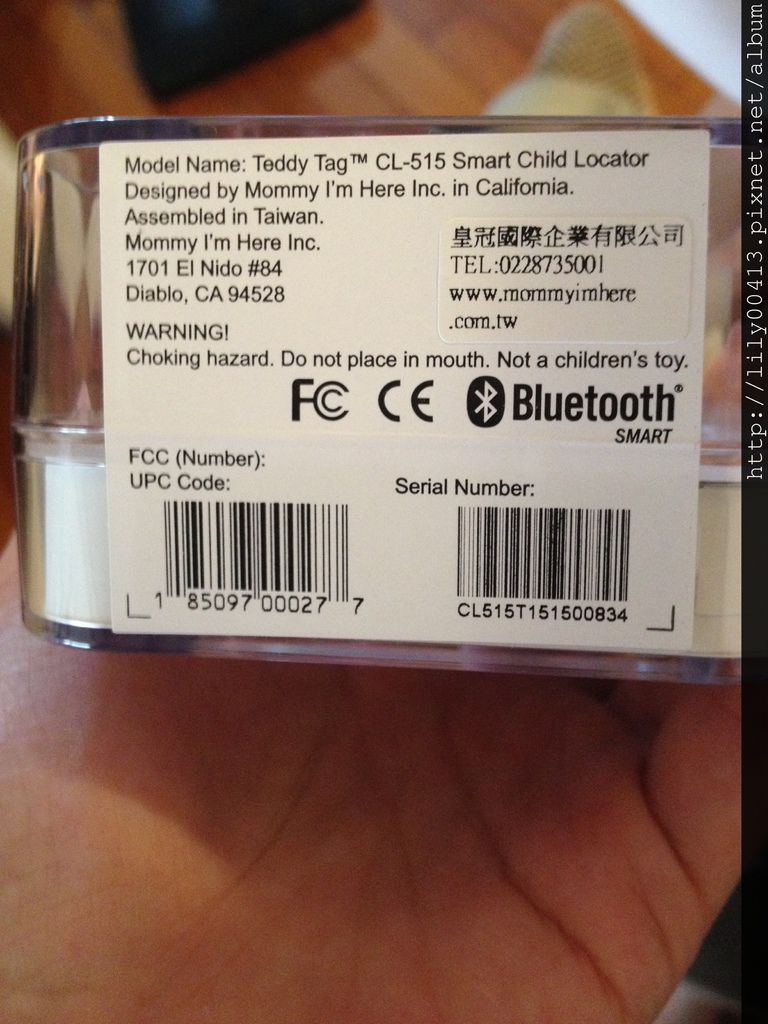 Model Name: Teddy Tag™ CL-515 Smart Child Locator
Designed by Mommy I'm Here Inc. in California.
Assembled in Taiwan.
Mommy I'm Here Inc.
1701 El Nido #84
Diablo, CA 94528
皇冠國際企業有限公司
TEL:0228735001
www.mommyimhere
.com.tw
WARNING!
Choking hazard. Do not place in mouth. Not a children's toy.
FC CE Bluetooth®
SMART
FCC (Number):
UPC Code:
Serial Number:
1 85097 00027 7
CL515T151500834
http://lily00413.pixnet.net/album